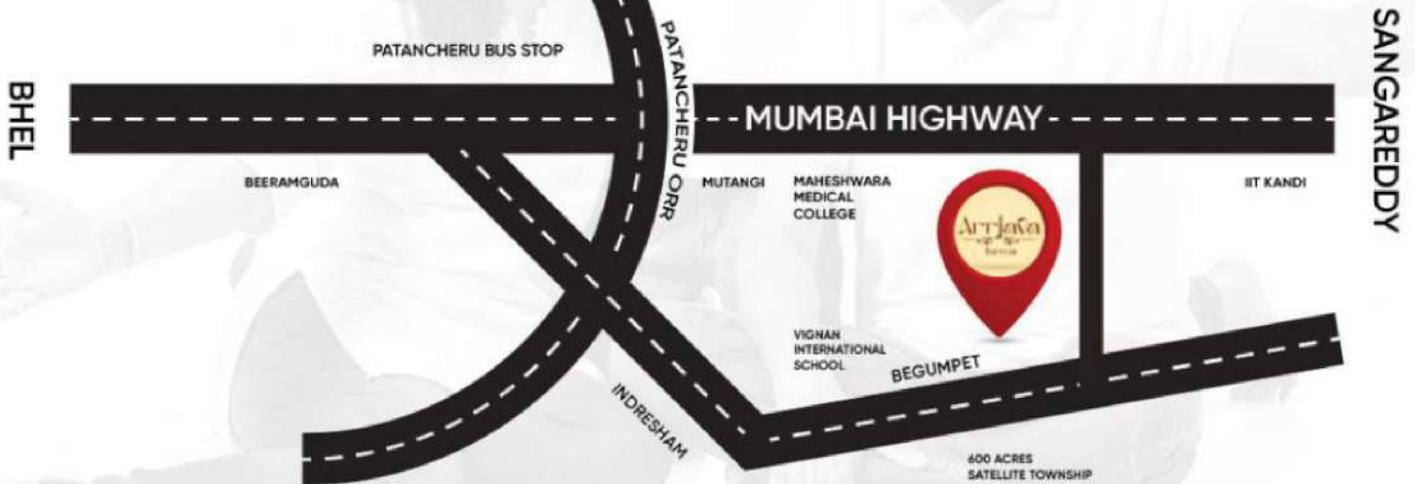 PATANCHERU BUS STOP
PATANCHERU ORR
SANGAREDDY
BHEL
MUMBAI HIGHWAY
BEERAMGUDA
MUTANGI
MAHESHWARA
MEDICAL
COLLEGE
IIT KANDI
Arrjava
VIGNAN
INTERNATIONAL
SCHOOL
BEGUMPET
INDRESHAM
600 ACRES
SATELLITE TOWNSHIP